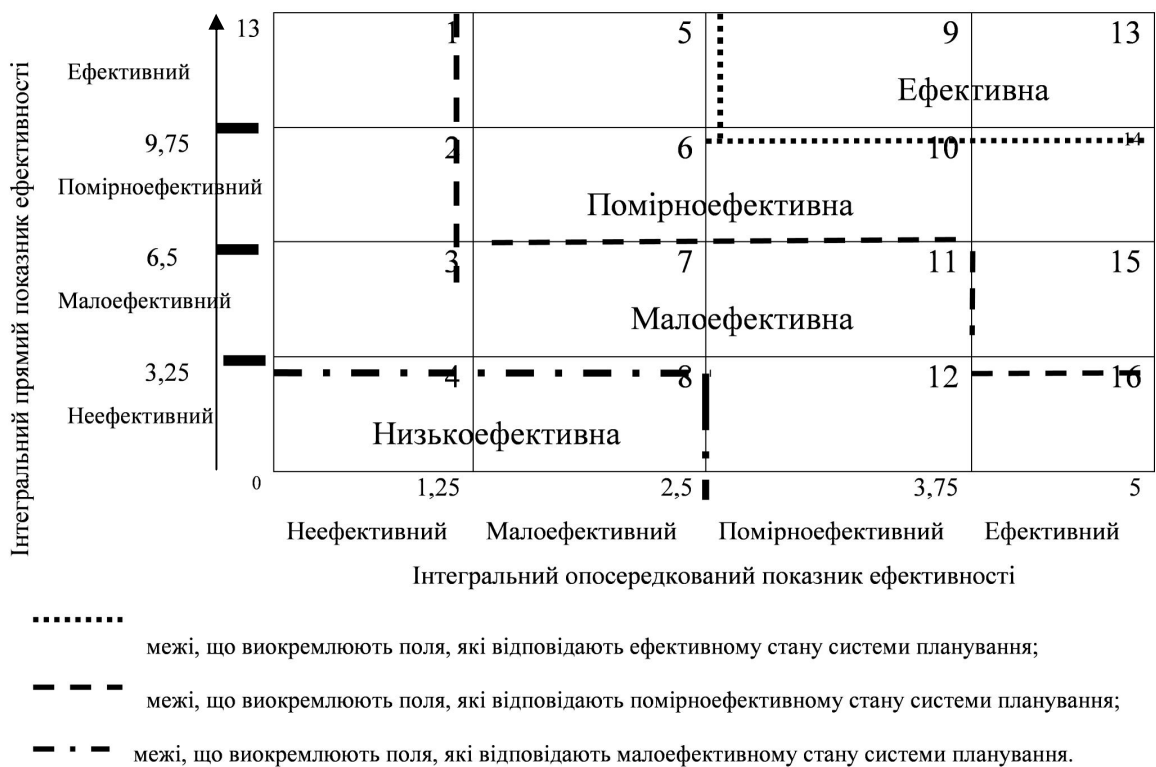 Інтегральний прямий показник ефективності
13 1 5 9 13
Ефективний Ефективна
9,75 2 6 10 14
Помірноефективний Помірноефективна
6,5 3 7 11 15
Малоефективний Малоефективна
3,25 4 8 12 16
Неефективний Низькоефективна
0 1,25 2,5 3,75 5
Неефективний Малоефективний Помірноефективний Ефективний
Інтегральний опосередкований показник ефективності
межі, що виокремлюють поля, які відповідають ефективному стану системи планування;
межі, що виокремлюють поля, які відповідають помірноефективному стану системи планування;
межі, що виокремлюють поля, які відповідають малоефективному стану системи планування.